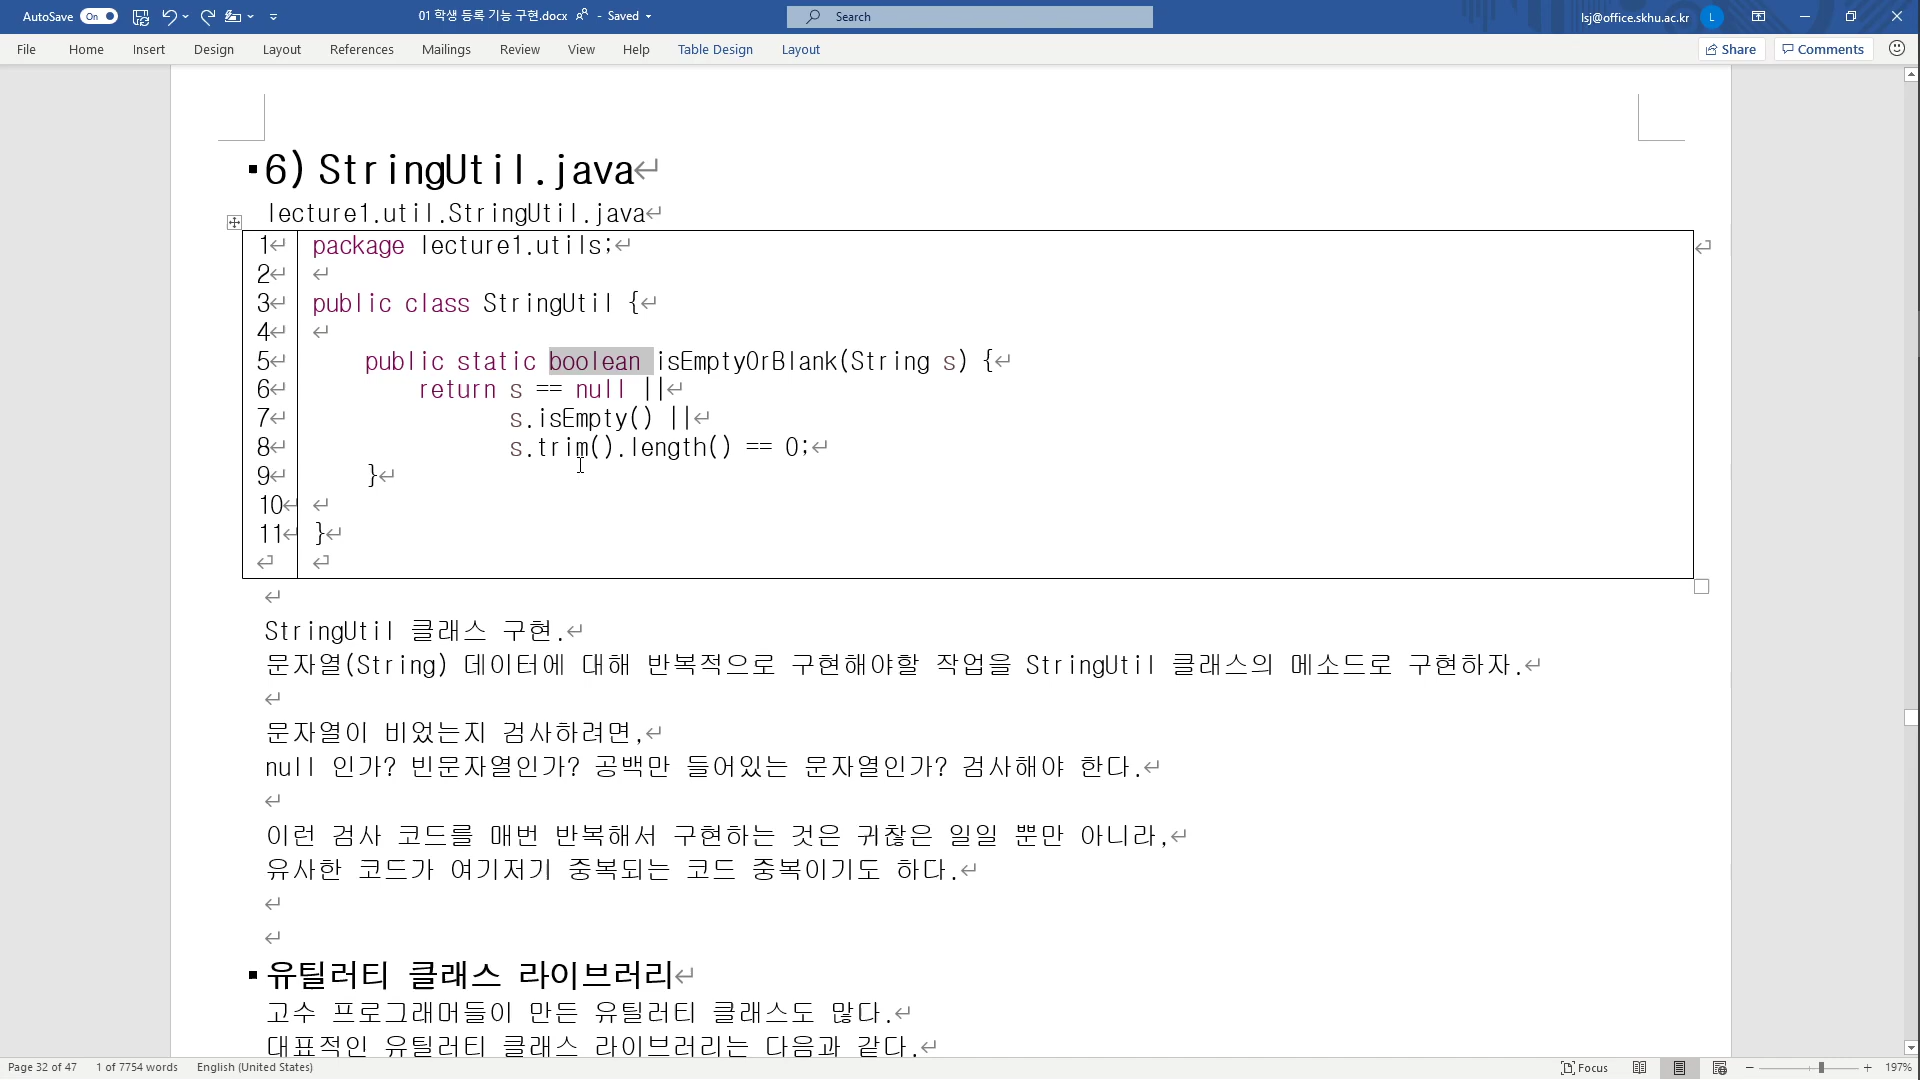 AutoSave On 01 학생 등록 기능 구현.docx - Saved Search lsj@office.skhu.ac.kr L
File Home Insert Design Layout References Mailings Review View Help Table Design Layout Share Comments
6) StringUtil.java
lecture1.util.StringUtil.java
1 package lecture1.utils;
2
3 public class StringUtil {
4
5 public static boolean isEmptyOrBlank(String s) {
6 return s == null ||
7 s.isEmpty() ||
8 s.trim().length() == 0;
9 }
10
11 }
StringUtil 클래스 구현.
문자열(String) 데이터에 대해 반복적으로 구현해야할 작업을 StringUtil 클래스의 메소드로 구현하자.
문자열이 비었는지 검사하려면,
null 인가? 빈문자열인가? 공백만 들어있는 문자열인가? 검사해야 한다.
이런 검사 코드를 매번 반복해서 구현하는 것은 귀찮은 일일 뿐만 아니라,
유사한 코드가 여기저기 중복되는 코드 중복이기도 하다.
유틸러티 클래스 라이브러리
고수 프로그래머들이 만든 유틸러티 클래스도 많다.
대표적인 유틸러티 클래스 라이브러리는 다음과 같다.
Page 32 of 47 1 of 7754 words English (United States) Focus 197%